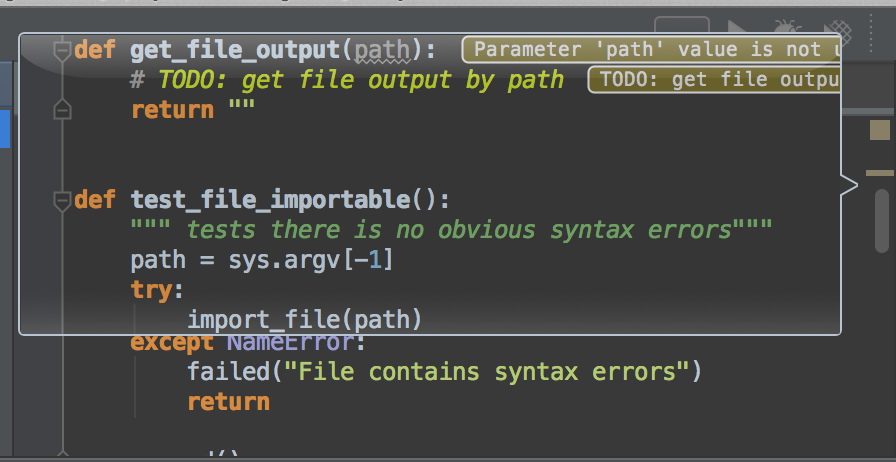 def get_file_output(path): Parameter 'path' value is not
# TODO: get file output by path TODO: get file outpu
return ""
def test_file_importable():
""" tests there is no obvious syntax errors"""
path = sys.argv[-1]
try:
import_file(path)
except NameError:
failed("File contains syntax errors")
return